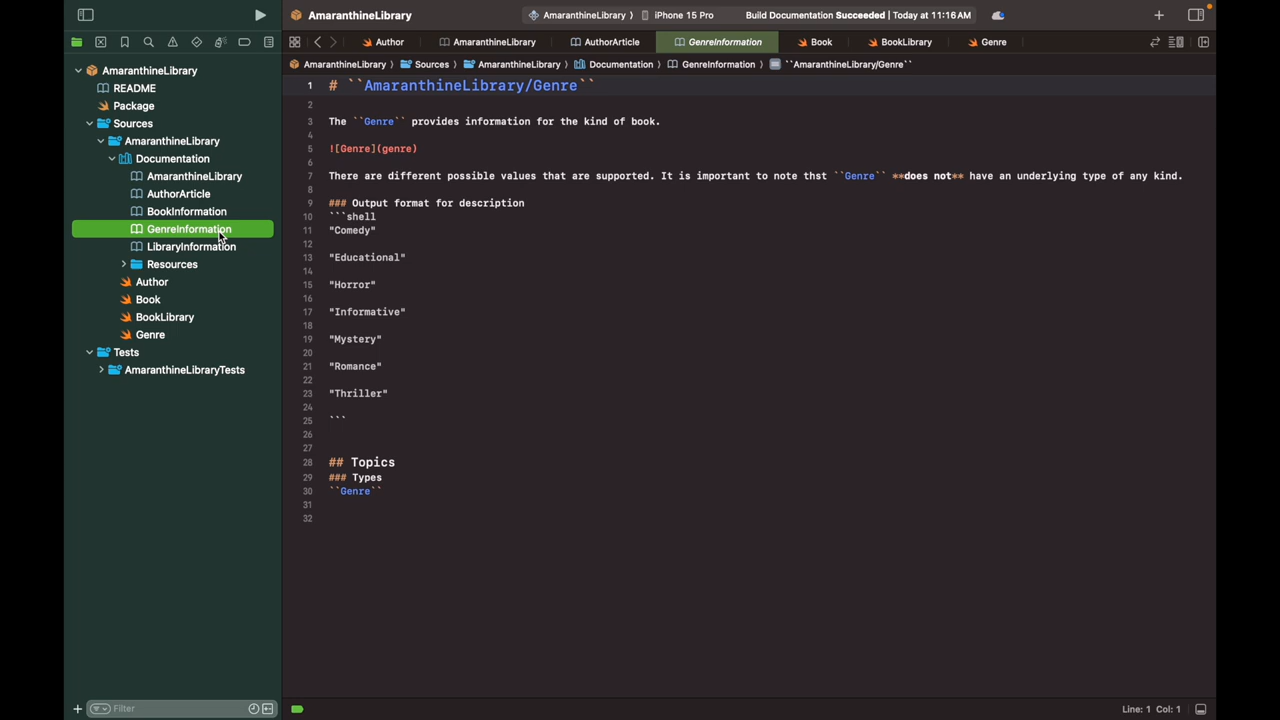 AmaranthineLibrary
AmaranthineLibrary ⟩ iPhone 15 Pro
Build Documentation Succeeded | Today at 11:16 AM
Author AmaranthineLibrary AuthorArticle GenreInformation Book BookLibrary Genre
AmaranthineLibrary ⟩ Sources ⟩ AmaranthineLibrary ⟩ Documentation ⟩ GenreInformation ⟩ ``AmaranthineLibrary/Genre``
AmaranthineLibrary
README
Package
Sources
AmaranthineLibrary
Documentation
AmaranthineLibrary
AuthorArticle
BookInformation
GenreInformation
LibraryInformation
Resources
Author
Book
BookLibrary
Genre
Tests
AmaranthineLibraryTests
Filter
1 # ``AmaranthineLibrary/Genre``
2
3 The ``Genre`` provides information for the kind of book.
4
5 ![Genre](genre)
6
7 There are different possible values that are supported. It is important to note thst ``Genre`` **does not** have an underlying type of any kind.
8
9 ### Output format for description
10 ```shell
11 "Comedy"
12
13 "Educational"
14
15 "Horror"
16
17 "Informative"
18
19 "Mystery"
20
21 "Romance"
22
23 "Thriller"
24
25 ```
26
27
28 ## Topics
29 ### Types
30 ``Genre``
31
32
Line: 1 Col: 1